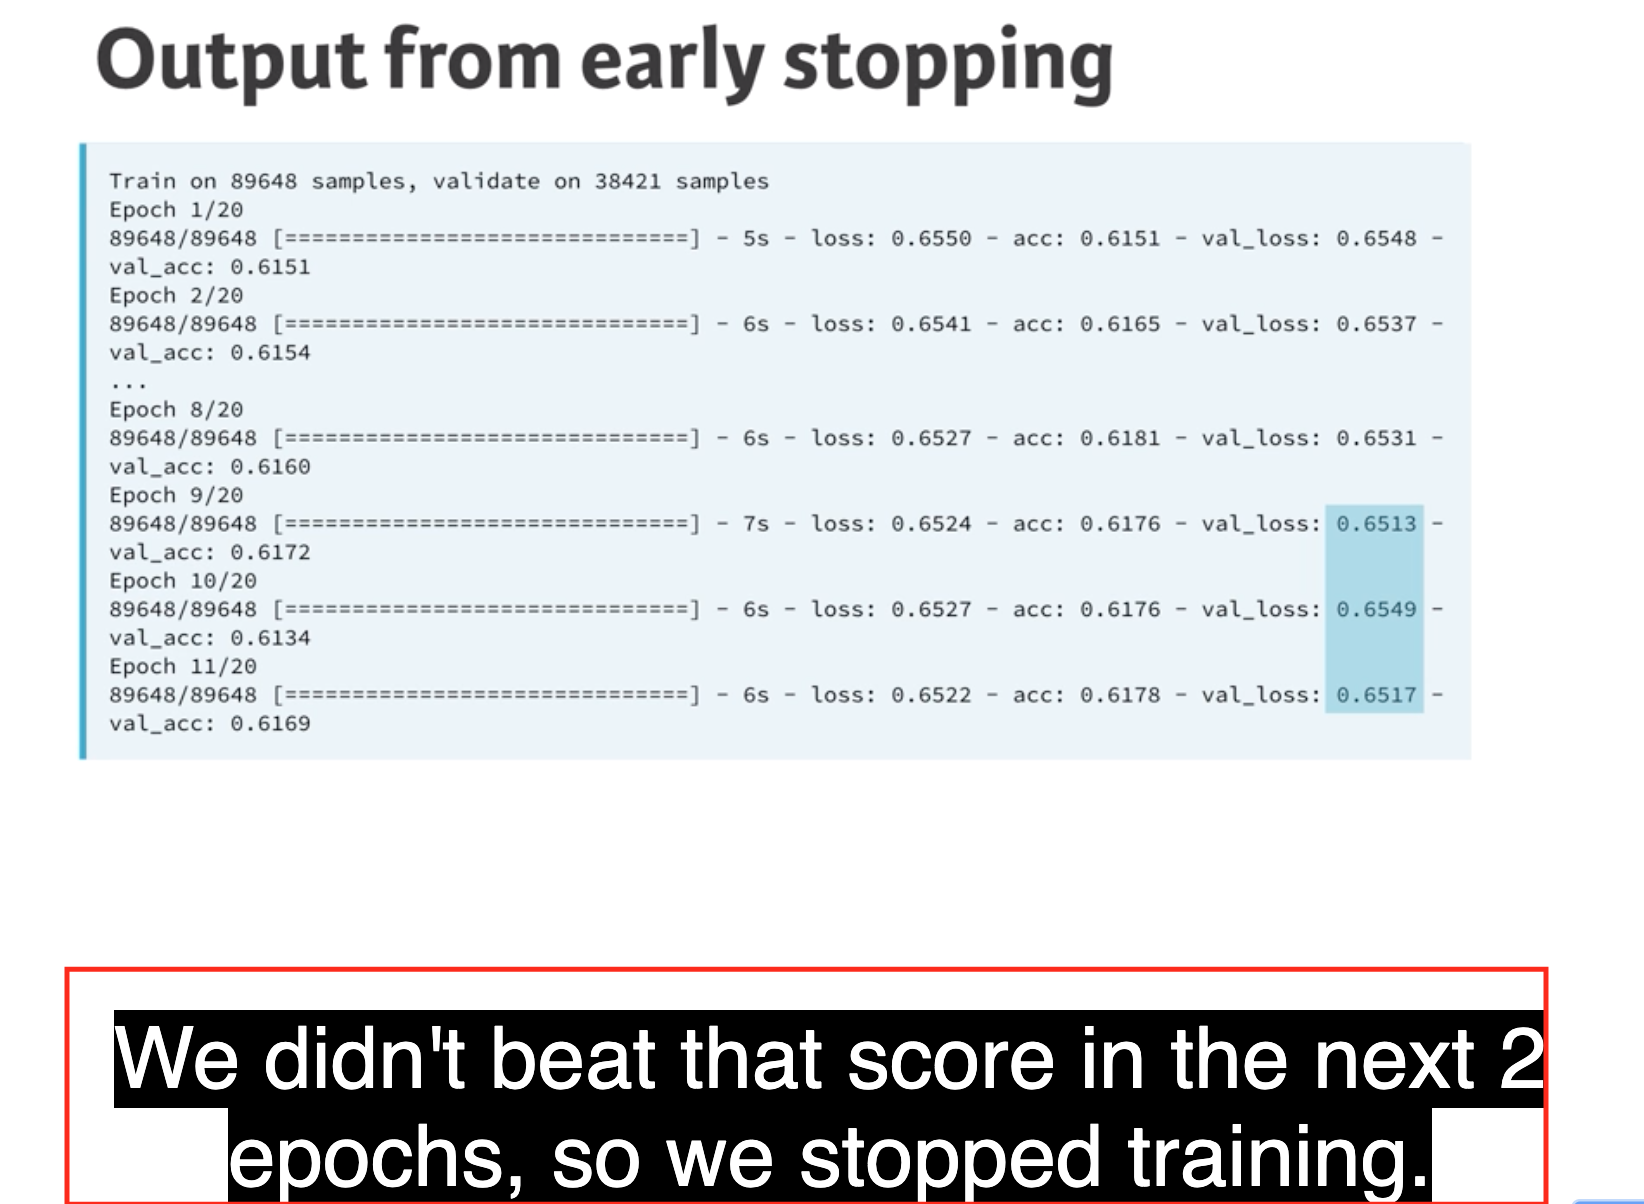 Output from early stopping
Train on 89648 samples, validate on 38421 samples
Epoch 1/20
89648/89648 [==============================] - 5s - loss: 0.6550 - acc: 0.6151 - val_loss: 0.6548 -
val_acc: 0.6151
Epoch 2/20
89648/89648 [==============================] - 6s - loss: 0.6541 - acc: 0.6165 - val_loss: 0.6537 -
val_acc: 0.6154
...
Epoch 8/20
89648/89648 [==============================] - 6s - loss: 0.6527 - acc: 0.6181 - val_loss: 0.6531 -
val_acc: 0.6160
Epoch 9/20
89648/89648 [==============================] - 7s - loss: 0.6524 - acc: 0.6176 - val_loss: 0.6513 -
val_acc: 0.6172
Epoch 10/20
89648/89648 [==============================] - 6s - loss: 0.6527 - acc: 0.6176 - val_loss: 0.6549 -
val_acc: 0.6134
Epoch 11/20
89648/89648 [==============================] - 6s - loss: 0.6522 - acc: 0.6178 - val_loss: 0.6517 -
val_acc: 0.6169
We didn't beat that score in the next 2
epochs, so we stopped training.